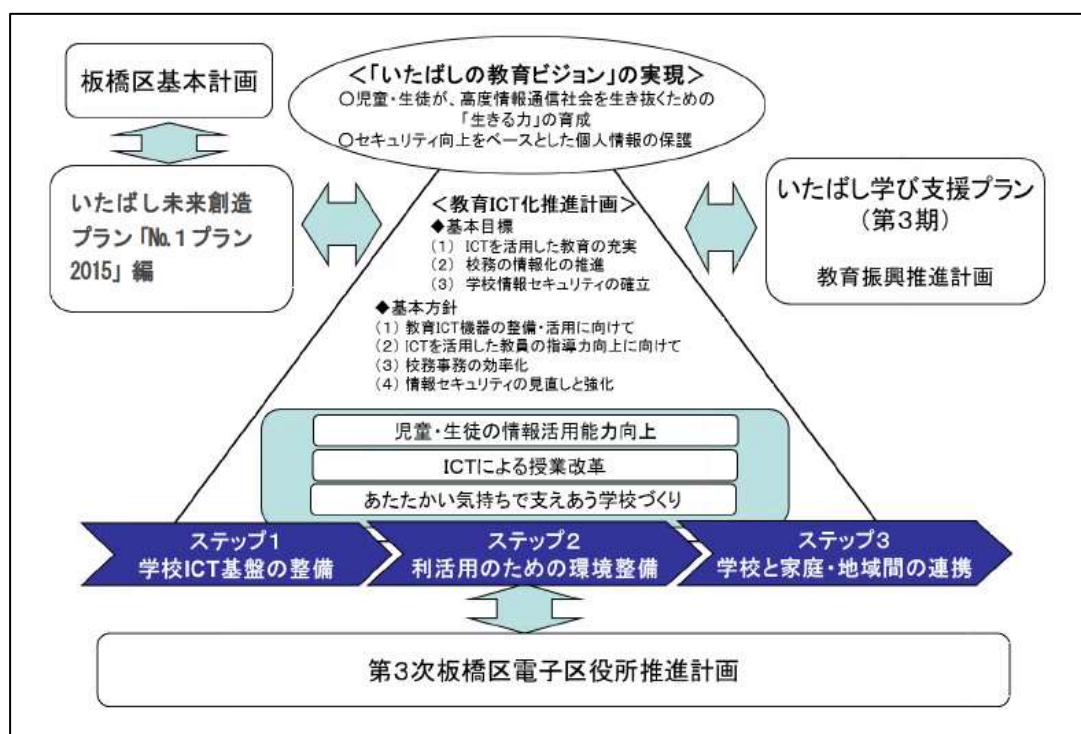 板橋区基本計画
<「いたばしの教育ビジョン」の実現>
○児童・生徒が、高度情報通信社会を生き抜くための
「生きる力」の育成
○セキュリティ向上をベースとした個人情報の保護
いたばし未来創造
プラン「№1プラン
2015」編
<教育ICT化推進計画>
◆基本目標
(1) ICTを活用した教育の充実
(2) 校務の情報化の推進
(3) 学校情報セキュリティの確立
◆基本方針
(1)教育ICT機器の整備・活用に向けて
(2)ICTを活用した教員の指導力向上に向けて
(3)校務事務の効率化
(4)情報セキュリティの見直しと強化
いたばし学び支援プラン
(第3期)
教育振興推進計画
児童・生徒の情報活用能力向上
ICTによる授業改革
あたたかい気持ちで支えあう学校づくり
ステップ1
学校ICT基盤の整備
ステップ2
利活用のための環境整備
ステップ3
学校と家庭・地域間の連携
第3次板橋区電子区役所推進計画